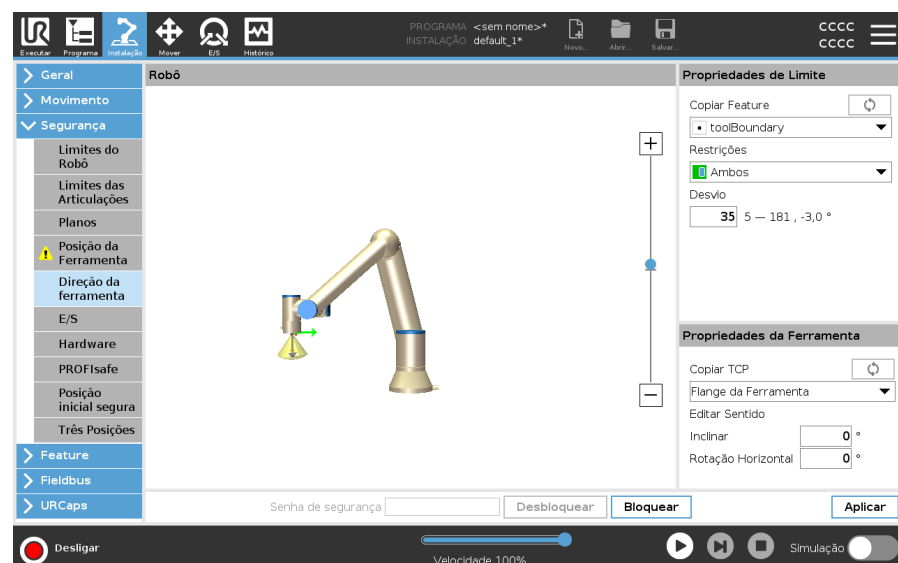 PROGRAMA <sem nome>*
INSTALAÇÃO default_1*
CCCC
CCCC
Executar Programa Instalação Mover E/S Histórico Novo... Abrir... Salvar...
Geral
Movimento
Segurança
Limites do
Robô
Limites das
Articulações
Planos
Posição da
Ferramenta
Direção da
ferramenta
E/S
Hardware
PROFIsafe
Posição
inicial segura
Três Posições
Feature
Fieldbus
URCaps
Robô
Propriedades de Limite
Copiar Feature
toolBoundary
Restrições
Ambos
Desvio
35 5 — 181 , -3,0 °
Propriedades da Ferramenta
Copiar TCP
Flange da Ferramenta
Editar Sentido
Inclinar 0 °
Rotação Horizontal 0 °
Senha de segurança Desbloquear Bloquear Aplicar
Desligar
Velocidade 100%
Simulação